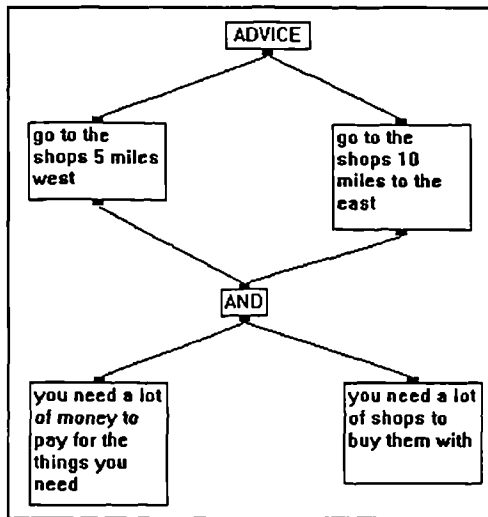 ADVICE
go to the
shops 5 miles
west
go to the
shops 10
miles to the
east
AND
you need a lot
of money to
pay for the
things you
need
you need a lot
of shops to
buy them with